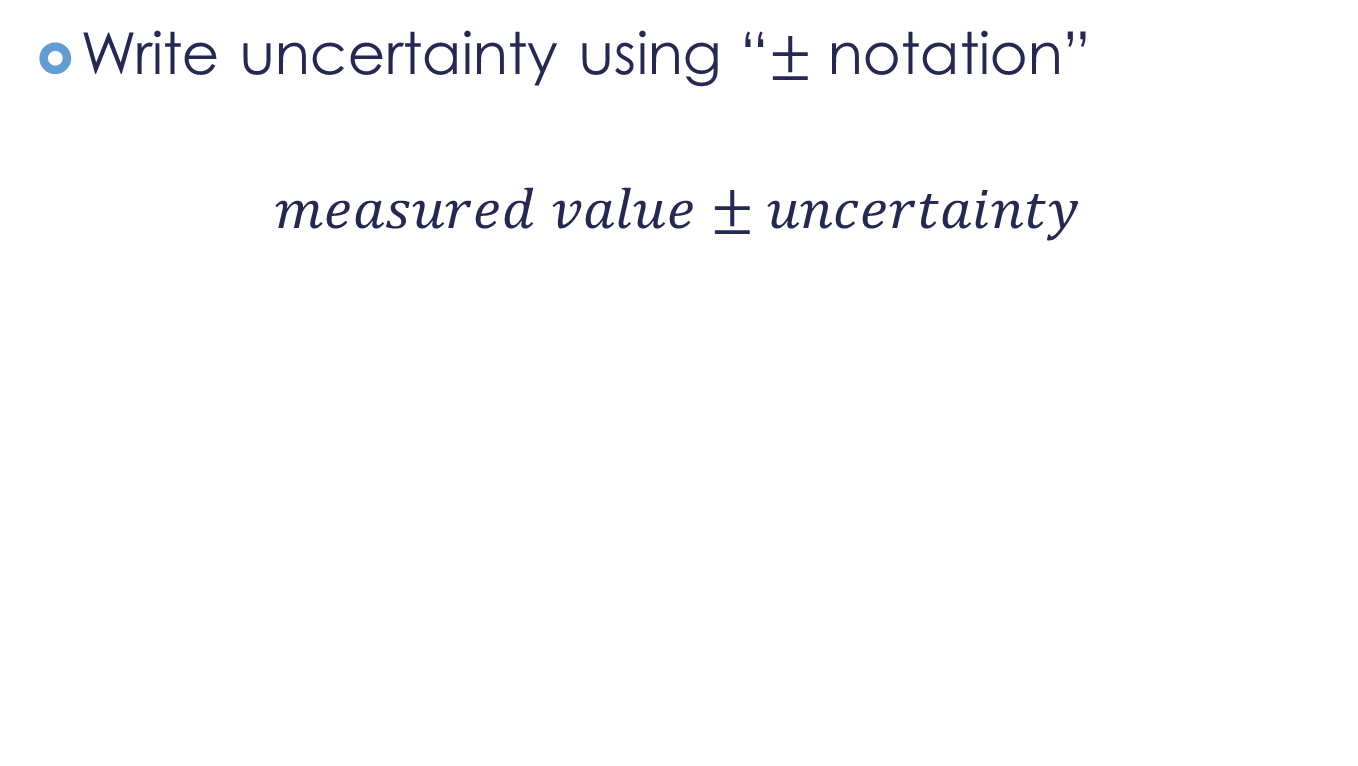 Write uncertainty using “± notation”
measured value ± uncertainty